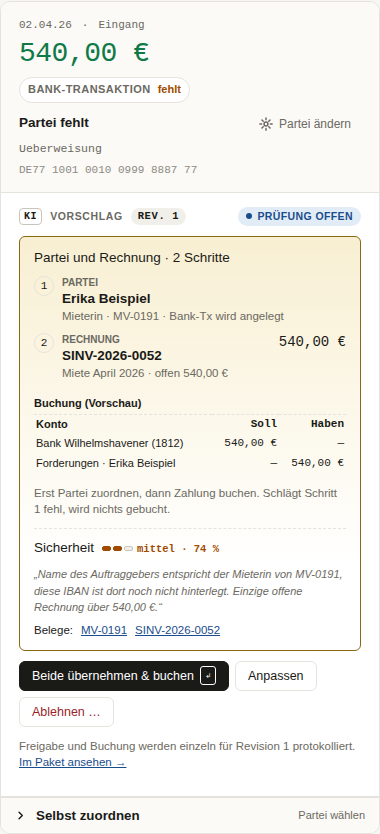 02.04.26 · Eingang
540,00 €
BANK-TRANSAKTION fehlt
Partei fehlt
Partei ändern
Ueberweisung
DE77 1001 0010 0999 8887 77
KI VORSCHLAG REV. 1
PRÜFUNG OFFEN
Partei und Rechnung · 2 Schritte
1 PARTEI
Erika Beispiel
Mieterin · MV-0191 · Bank-Tx wird angelegt
2 RECHNUNG
540,00 €
SINV-2026-0052
Miete April 2026 · offen 540,00 €
Buchung (Vorschau)
Konto Soll Haben
Bank Wilhelmshavener (1812) 540,00 € —
Forderungen · Erika Beispiel — 540,00 €
Erst Partei zuordnen, dann Zahlung buchen. Schlägt Schritt
1 fehl, wird nichts gebucht.
Sicherheit mittel · 74 %
„Name des Auftraggebers entspricht der Mieterin von MV-0191,
diese IBAN ist dort noch nicht hinterlegt. Einzige offene
Rechnung über 540,00 €.“
Belege: MV-0191 SINV-2026-0052
Beide übernehmen & buchen ↲
Anpassen
Ablehnen …
Freigabe und Buchung werden einzeln für Revision 1 protokolliert.
Im Paket ansehen →
Selbst zuordnen
Partei wählen